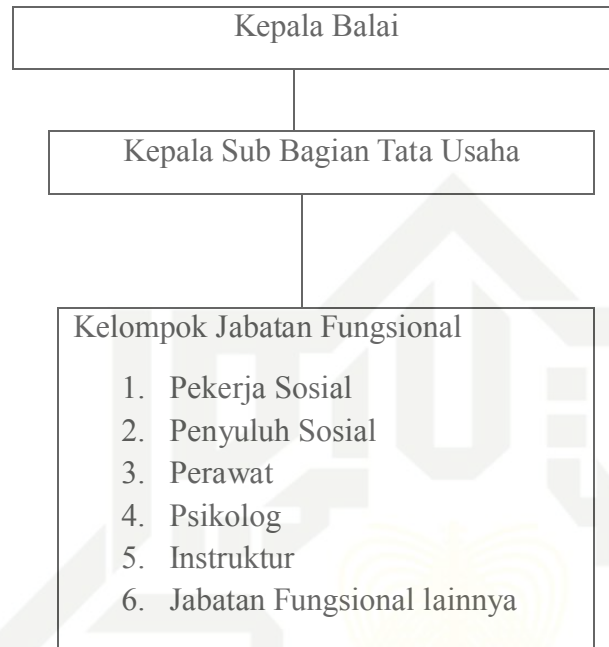 Kepala Balai
Kepala Sub Bagian Tata Usaha
Kelompok Jabatan Fungsional
1. Pekerja Sosial
2. Penyuluh Sosial
3. Perawat
4. Psikolog
5. Instruktur
6. Jabatan Fungsional lainnya